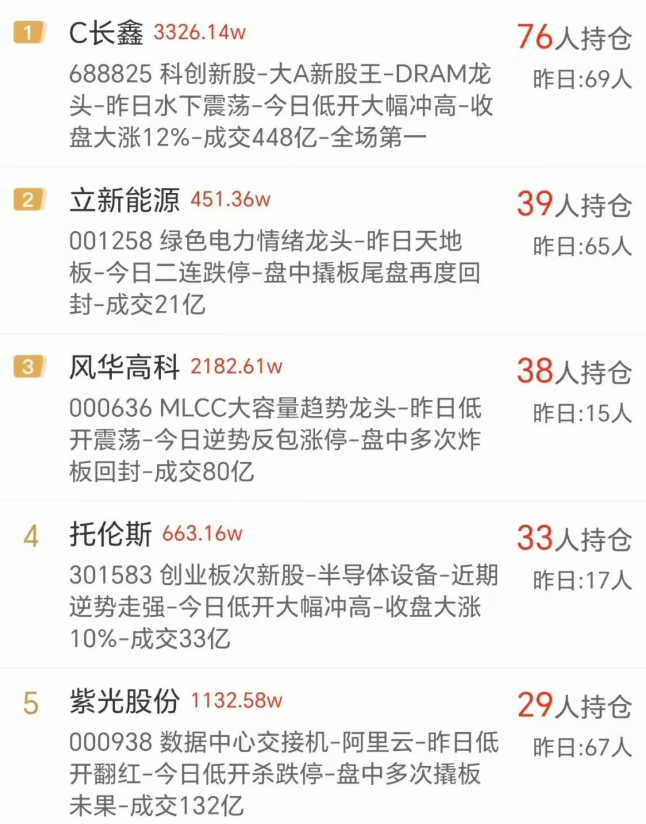 1 C长鑫 3326.14w 76人持仓
688825 科创新股-大A新股王-DRAM龙 昨日:69人
头-昨日水下震荡-今日低开大幅冲高-收
盘大涨12%-成交448亿-全场第一
2 立新能源 451.36w 39人持仓
001258 绿色电力情绪龙头-昨日天地 昨日:65人
板-今日二连跌停-盘中撬板尾盘再度回
封-成交21亿
3 风华高科 2182.61w 38人持仓
000636 MLCC大容量趋势龙头-昨日低 昨日:15人
开震荡-今日逆势反包涨停-盘中多次炸
板回封-成交80亿
4 托伦斯 663.16w 33人持仓
301583 创业板次新股-半导体设备-近期 昨日:17人
逆势走强-今日低开大幅冲高-收盘大涨
10%-成交33亿
5 紫光股份 1132.58w 29人持仓
000938 数据中心交接机-阿里云-昨日低 昨日:67人
开翻红-今日低开杀跌停-盘中多次撬板
未果-成交132亿